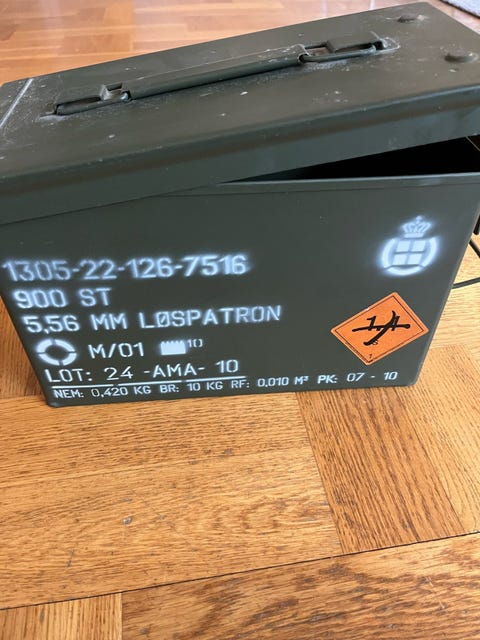 1305-22-126-7516
900 ST
5,56 MM LØSPATRON
M/01 10
LOT: 24 -AMA- 10
NEM: 0,420 KG BR: 10 KG RF: 0,010 M³ PK: 07 - 10